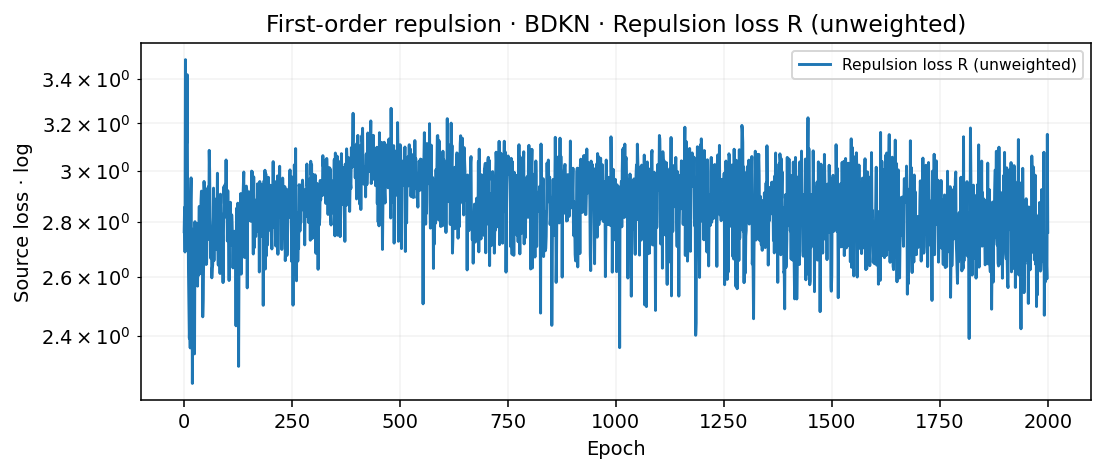 First-order repulsion · BDKN · Repulsion loss R (unweighted)
Repulsion loss R (unweighted)
Source loss · log
3.4 × 10⁰
3.2 × 10⁰
3 × 10⁰
2.8 × 10⁰
2.6 × 10⁰
2.4 × 10⁰
0 250 500 750 1000 1250 1500 1750 2000
Epoch